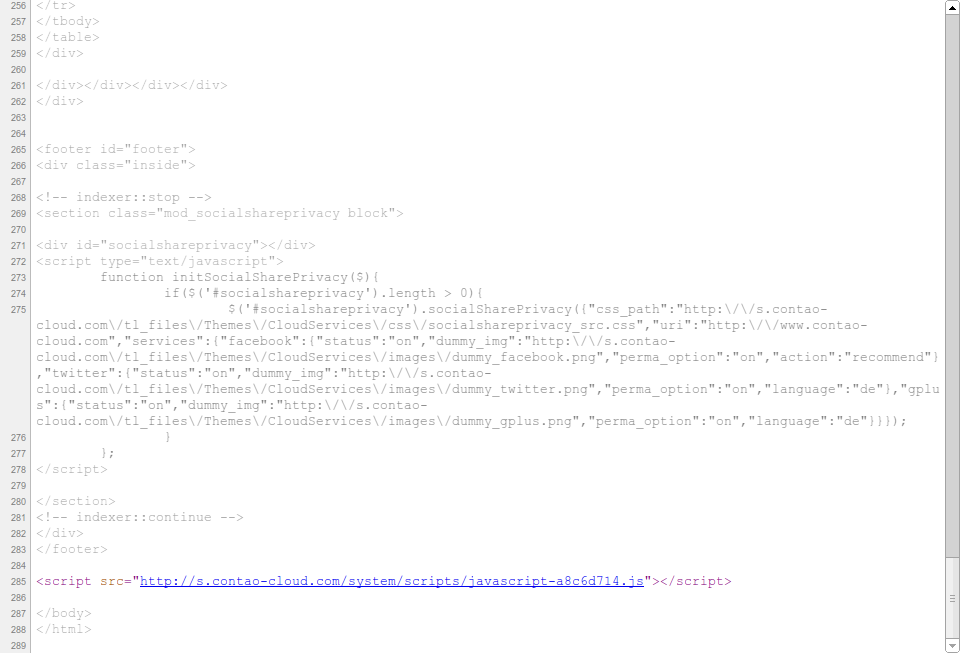 256 </tr>
257 </tbody>
258 </table>
259 </div>
260
261 </div></div></div></div>
262 </div>
263
264
265 <footer id="footer">
266 <div class="inside">
267
268 <!-- indexer::stop -->
269 <section class="mod_socialshareprivacy block">
270
271 <div id="socialshareprivacy"></div>
272 <script type="text/javascript">
273 function initSocialSharePrivacy($){
274 if($('#socialshareprivacy').length > 0){
275 $('#socialshareprivacy').socialSharePrivacy({"css_path":"http:\/\/s.contao-
cloud.com\/tl_files\/Themes\/CloudServices\/css\/socialshareprivacy_src.css","uri":"http:\/\/www.contao-
cloud.com","services":{"facebook":{"status":"on","dummy_img":"http:\/\/s.contao-
cloud.com\/tl_files\/Themes\/CloudServices\/images\/dummy_facebook.png","perma_option":"on","action":"recommend"}
,"twitter":{"status":"on","dummy_img":"http:\/\/s.contao-
cloud.com\/tl_files\/Themes\/CloudServices\/images\/dummy_twitter.png","perma_option":"on","language":"de"},"gplu
s":{"status":"on","dummy_img":"http:\/\/s.contao-
cloud.com\/tl_files\/Themes\/CloudServices\/images\/dummy_gplus.png","perma_option":"on","language":"de"}}});
276 }
277 };
278 </script>
279
280 </section>
281 <!-- indexer::continue -->
282 </div>
283 </footer>
284
285 <script src="http://s.contao-cloud.com/system/scripts/javascript-a8c6d714.js"></script>
286
287 </body>
288 </html>
289